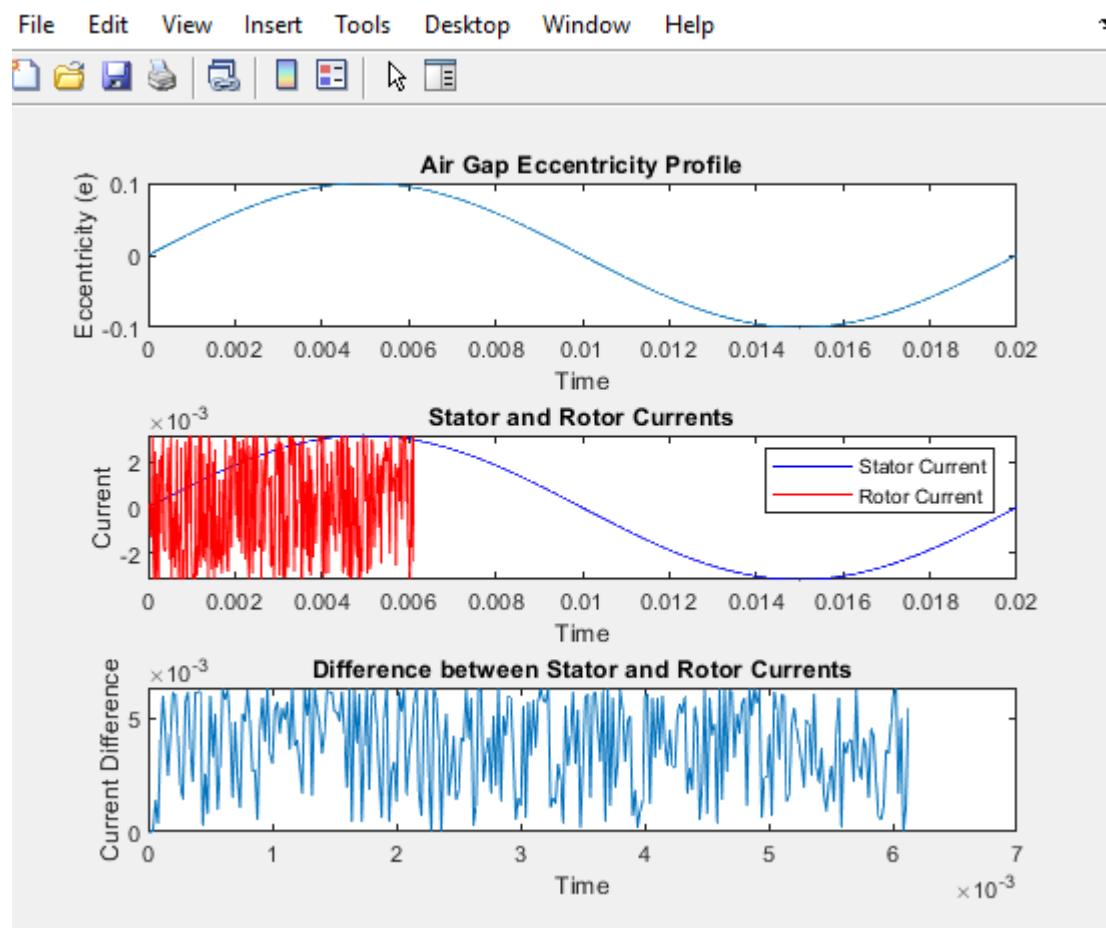 File Edit View Insert Tools Desktop Window Help
Air Gap Eccentricity Profile
Eccentricity (e)
0.1
0
-0.1
0 0.002 0.004 0.006 0.008 0.01 0.012 0.014 0.016 0.018 0.02
Time
×10-3
Stator and Rotor Currents
Current
2
0
-2
Stator Current
Rotor Current
0 0.002 0.004 0.006 0.008 0.01 0.012 0.014 0.016 0.018 0.02
Time
×10-3
Difference between Stator and Rotor Currents
Current Difference
5
0
0 1 2 3 4 5 6 7
Time
×10-3